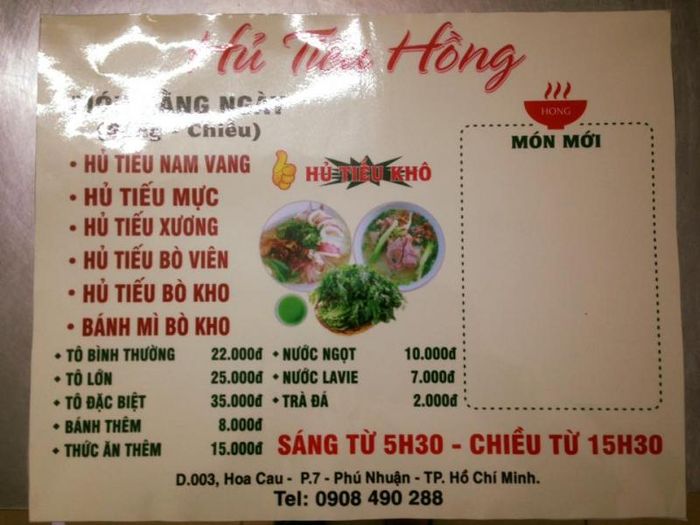 Hủ Tiếu Hồng
HẰNG NGÀY
(Sáng - Chiều)
• HỦ TIẾU NAM VANG
• HỦ TIẾU MỰC
• HỦ TIẾU XƯƠNG
• HỦ TIẾU BÒ VIÊN
• HỦ TIẾU BÒ KHO
• BÁNH MÌ BÒ KHO
HỦ TIẾU KHÔ
HONG
MÓN MỚI
• TÔ BÌNH THƯỜNG 22.000đ
• TÔ LỚN 25.000đ
• TÔ ĐẶC BIỆT 35.000đ
• BÁNH THÊM 8.000đ
• THỨC ĂN THÊM 15.000đ
• NƯỚC NGỌT 10.000đ
• NƯỚC LAVIE 7.000đ
• TRÀ ĐÁ 2.000đ
SÁNG TỪ 5H30 - CHIỀU TỪ 15H30
D.003, Hoa Cau - P.7 - Phú Nhuận - TP. Hồ Chí Minh.
Tel: 0908 490 288